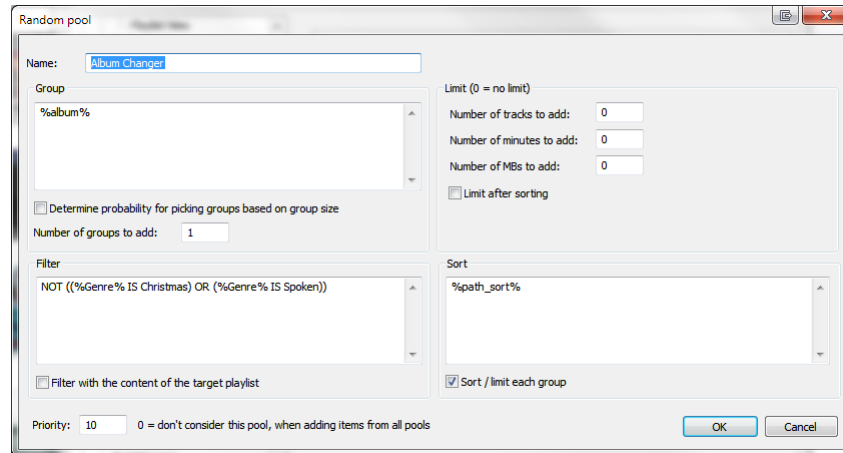 Random pool
Name: Album Changer
Group
%album%
Determine probability for picking groups based on group size
Number of groups to add: 1
Limit (0 = no limit)
Number of tracks to add: 0
Number of minutes to add: 0
Number of MBs to add: 0
Limit after sorting
Filter
NOT ((%Genre% IS Christmas) OR (%Genre% IS Spoken))
Filter with the content of the target playlist
Sort
%path_sort%
Sort / limit each group
Priority: 10 0 = don't consider this pool, when adding items from all pools
OK Cancel